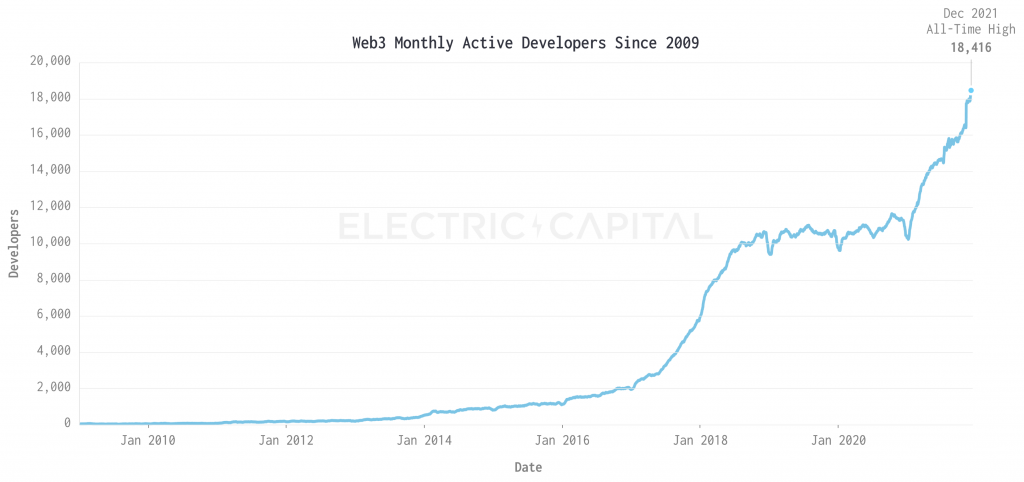 Dec 2021
All-Time High
18,416
Web3 Monthly Active Developers Since 2009
20,000
18,000
16,000
14,000
12,000
10,000
8,000
6,000
4,000
2,000
0
Developers
ELECTRIC CAPITAL
Jan 2010 Jan 2012 Jan 2014 Jan 2016 Jan 2018 Jan 2020
Date